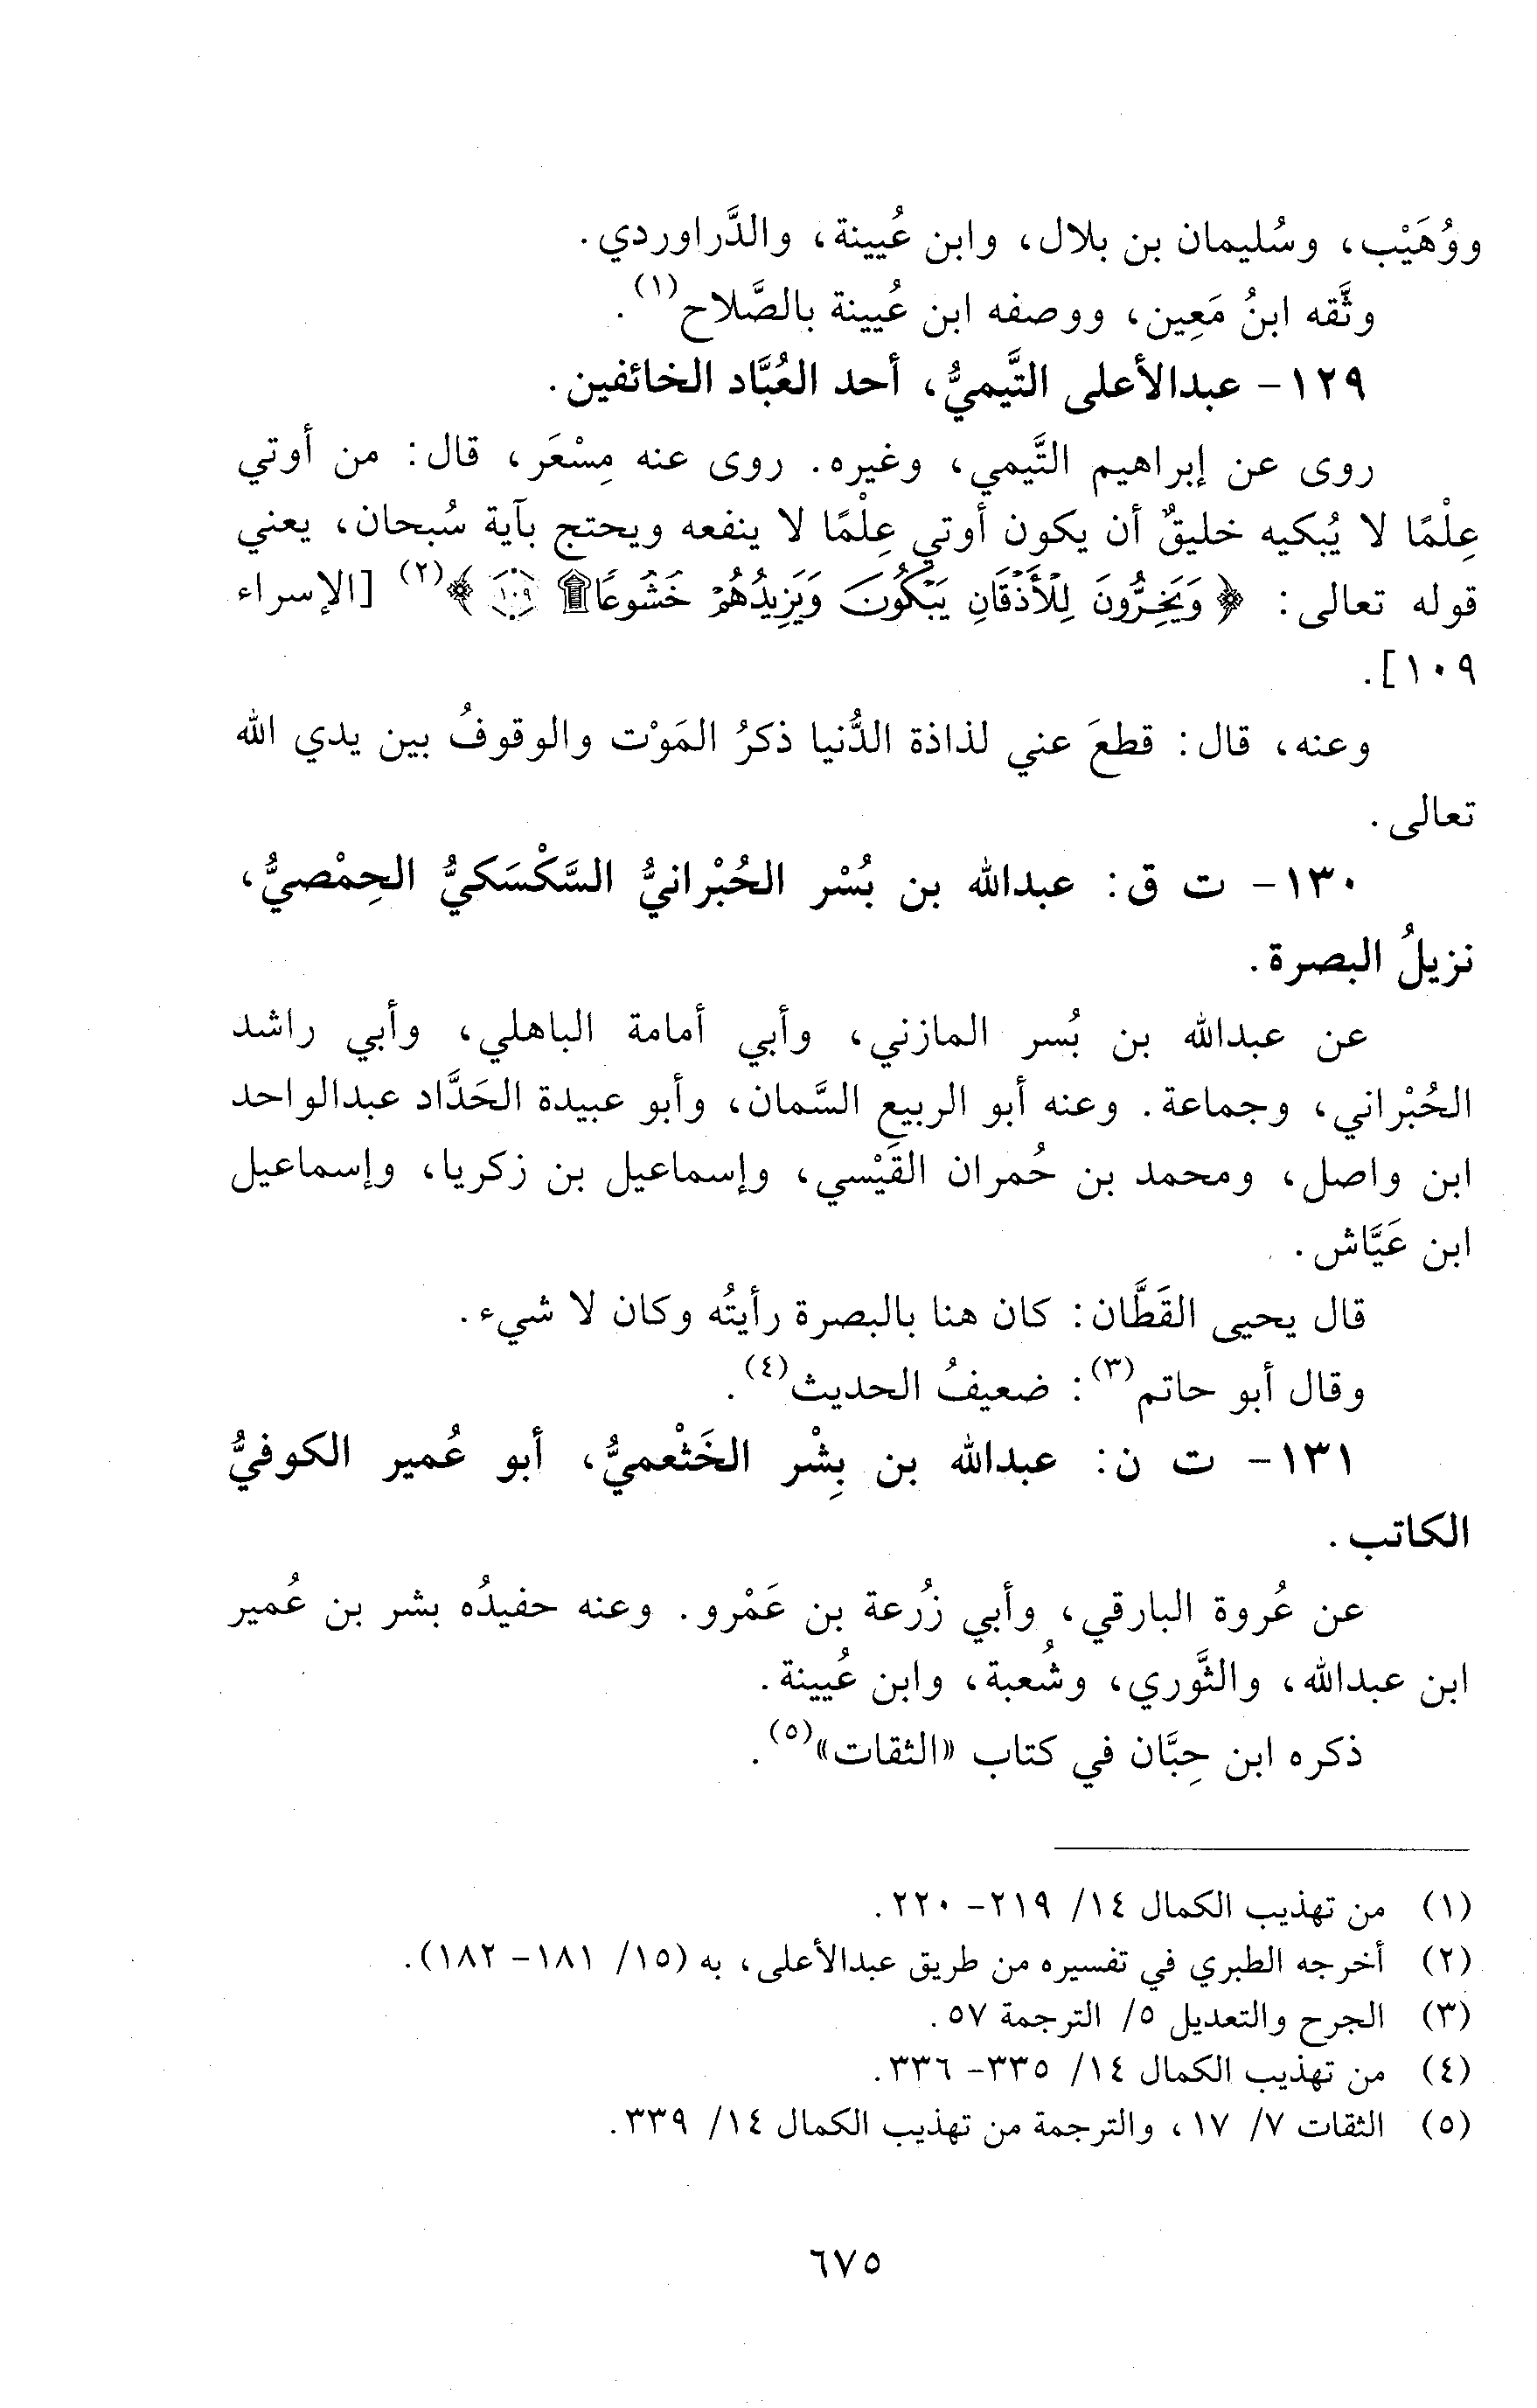 ووُهَيْب، وسُليمان بن بلال، وابن عُيينة، والدَّراوردي.
وثَّقه ابنُ مَعِين، ووصفه ابن عُيينة بالصَّلاح(١).
١٢٩- عبدالأعلى التَّيميُّ، أحد العُبَّاد الخائفين.
روى عن إبراهيم التَّيمي، وغيره. روى عنه مِسْعَر، قال: من أوتي
عِلْمًا لا يُبكيه خليقٌ أن يكون أوتي عِلْمًا لا ينفعه ويحتج بآية سُبحان، يعني
قوله تعالى: ﴿وَيَخِرُّونَ لِلْأَذْقَانِ يَبْكُونَ وَيَزِيدُهُمْ خُشُوعًا۩ ١٠٩﴾(٢) [الإسراء
١٠٩].
وعنه، قال: قطعَ عني لذاذة الدُّنيا ذكرُ المَوْت والوقوفُ بين يدي الله
تعالى.
١٣٠- ت ق: عبدالله بن بُسْر الحُبْرانيُّ السَّكْسَكيُّ الحِمْصيُّ،
نزيلُ البصرة.
عن عبدالله بن بُسر المازني، وأبي أمامة الباهلي، وأبي راشد
الحُبْراني، وجماعة. وعنه أبو الربيع السَّمان، وأبو عبيدة الحَدَّاد عبدالواحد
ابن واصل، ومحمد بن حُمران القَيْسي، وإسماعيل بن زكريا، وإسماعيل
ابن عَيَّاش.
قال يحيى القَطَّان: كان هنا بالبصرة رأيتُه وكان لا شيء.
وقال أبو حاتم(٣): ضعيفُ الحديث(٤).
١٣١- ت ن: عبدالله بن بِشْر الخَثْعميُّ، أبو عُمير الكوفيُّ
الكاتب.
عن عُروة البارقي، وأبي زُرعة بن عَمْرو. وعنه حفيدُه بشر بن عُمير
ابن عبدالله، والثَّوري، وشُعبة، وابن عُيينة.
ذكره ابن حِبَّان في كتاب «الثقات»(٥).
(١) من تهذيب الكمال ١٤/ ٢١٩- ٢٢٠.
(٢) أخرجه الطبري في تفسيره من طريق عبدالأعلى، به (١٥/ ١٨١- ١٨٢).
(٣) الجرح والتعديل ٥/ الترجمة ٥٧.
(٤) من تهذيب الكمال ١٤/ ٣٣٥- ٣٣٦.
(٥) الثقات ٧/ ١٧، والترجمة من تهذيب الكمال ١٤/ ٣٣٩.
٦٧٥